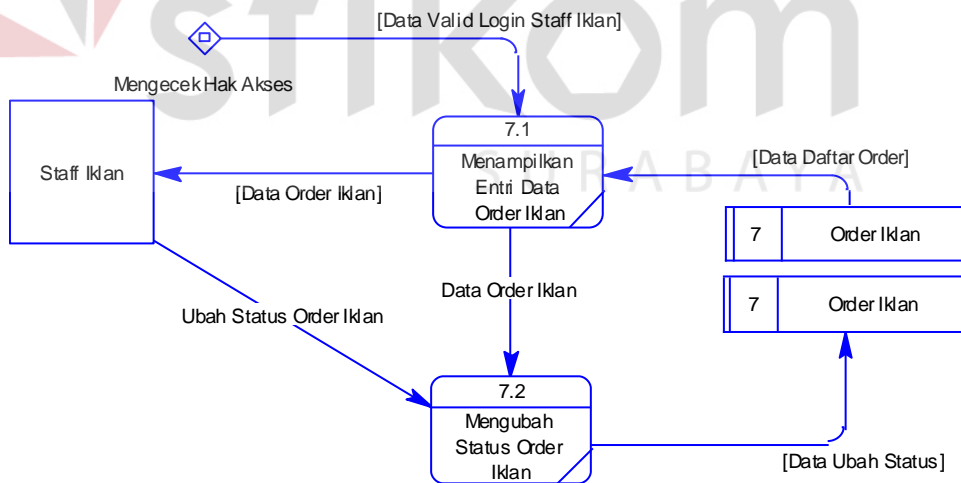 stikom
SURABAYA
[Data Valid Login Staff Iklan]
Mengecek Hak Akses
7.1
Menampilkan
Entri Data
Order Iklan
Staff Iklan
[Data Order Iklan]
[Data Daftar Order]
7 Order Iklan
7 Order Iklan
Data Order Iklan
Ubah Status Order Iklan
7.2
Mengubah
Status Order
Iklan
[Data Ubah Status]